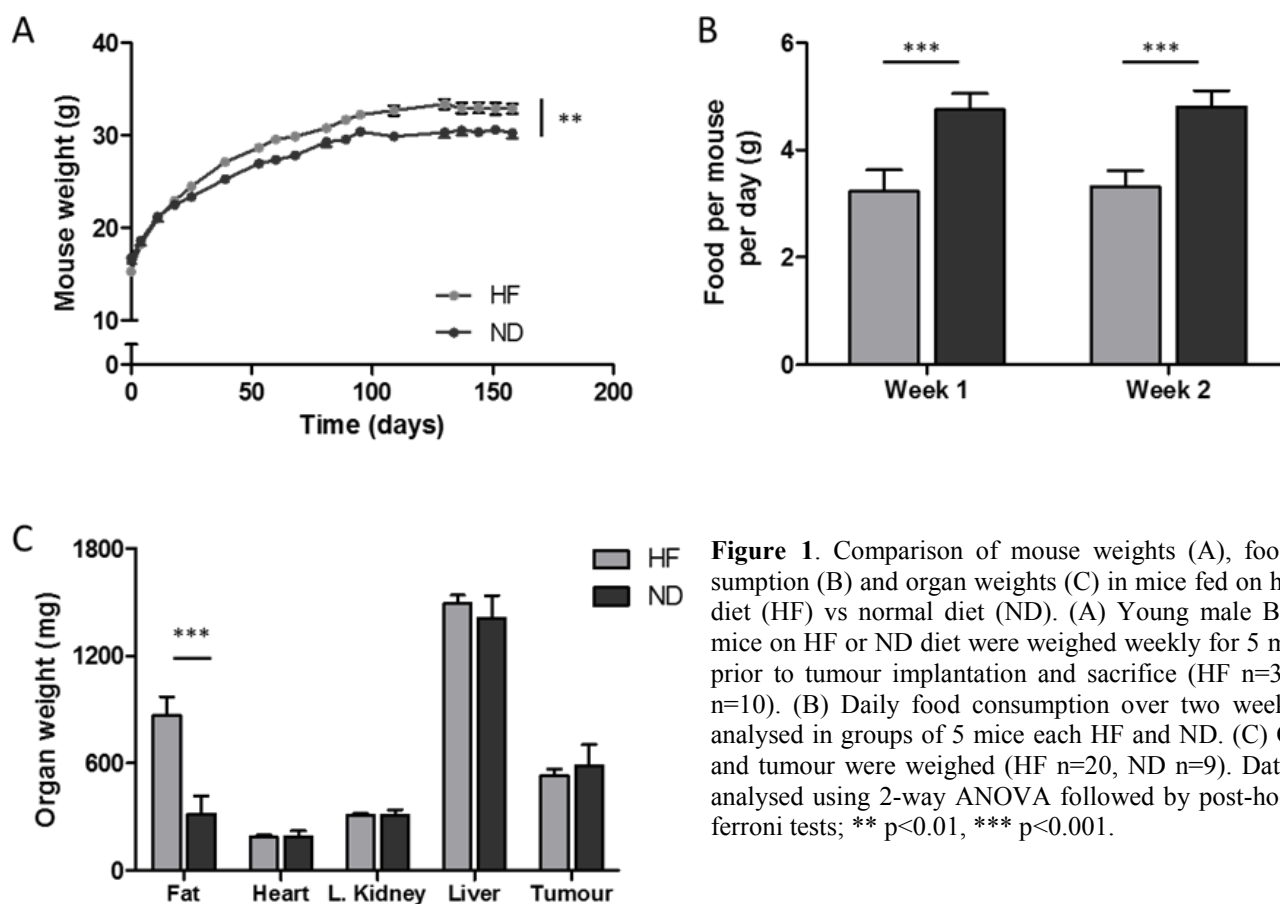 A
40
30
20
10
0
Mouse weight (g)
**
HF
ND
0 50 100 150 200
Time (days)
B
6
4
2
0
Food per mouse
per day (g)
*** ***
Week 1 Week 2
C
1800
1200
600
0
Organ weight (mg)
***
HF
ND
Fat Heart L. Kidney Liver Tumour
Figure 1. Comparison of mouse weights (A), foo
sumption (B) and organ weights (C) in mice fed on h
diet (HF) vs normal diet (ND). (A) Young male B
mice on HF or ND diet were weighed weekly for 5 m
prior to tumour implantation and sacrifice (HF n=3
n=10). (B) Daily food consumption over two week
analysed in groups of 5 mice each HF and ND. (C)
and tumour were weighed (HF n=20, ND n=9). Dat
analysed using 2-way ANOVA followed by post-ho
ferroni tests; ** p<0.01, *** p<0.001.